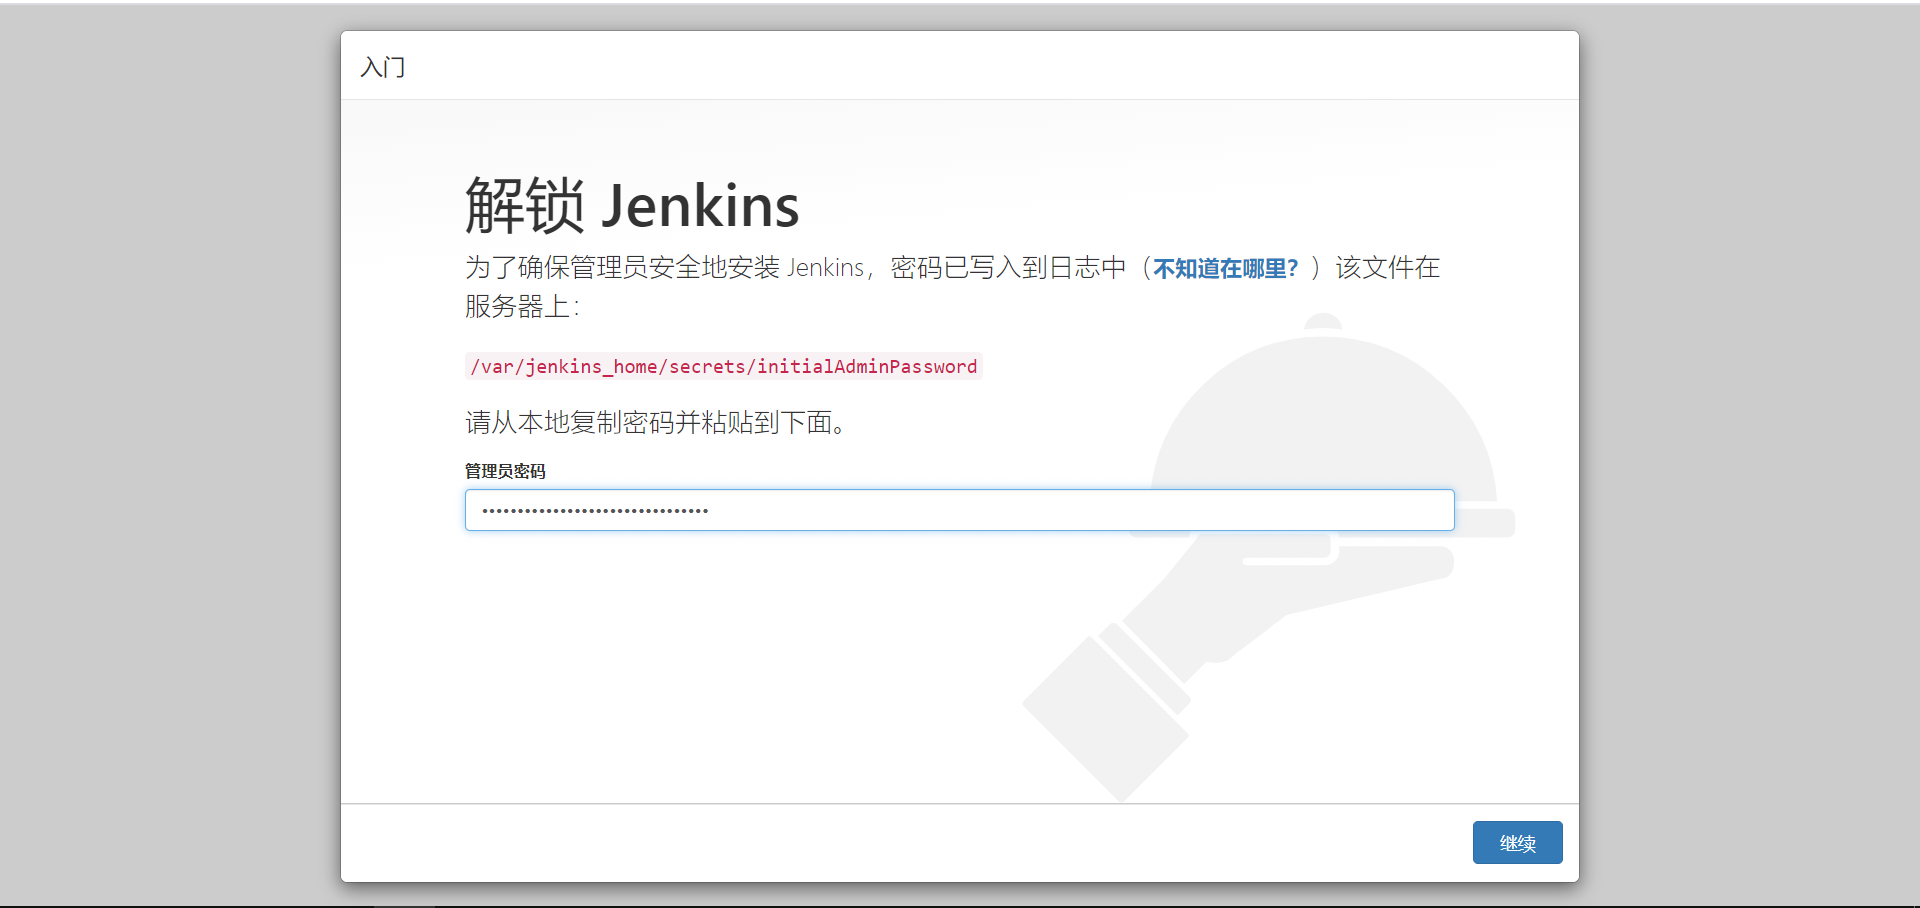 入门
解锁 Jenkins
为了确保管理员安全地安装 Jenkins，密码已写入到日志中（不知道在哪里？）该文件在
服务器上：
/var/jenkins_home/secrets/initialAdminPassword
请从本地复制密码并粘贴到下面。
管理员密码
••••••••••••••••••••••••••••••••
继续